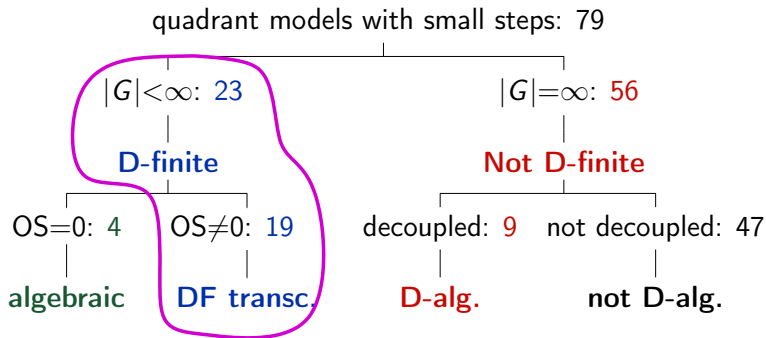 quadrant models with small steps: 79
|G|<∞: 23
|G|=∞: 56
D-finite
Not D-finite
OS=0: 4
OS≠0: 19
decoupled: 9
not decoupled: 47
algebraic
DF transc.
D-alg.
not D-alg.